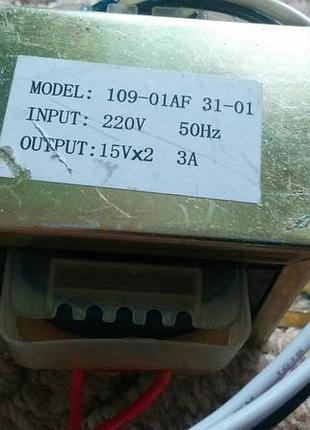 MODEL: 109-01AF 31-01
INPUT: 220V 50Hz
OUTPUT:15Vx2 3A